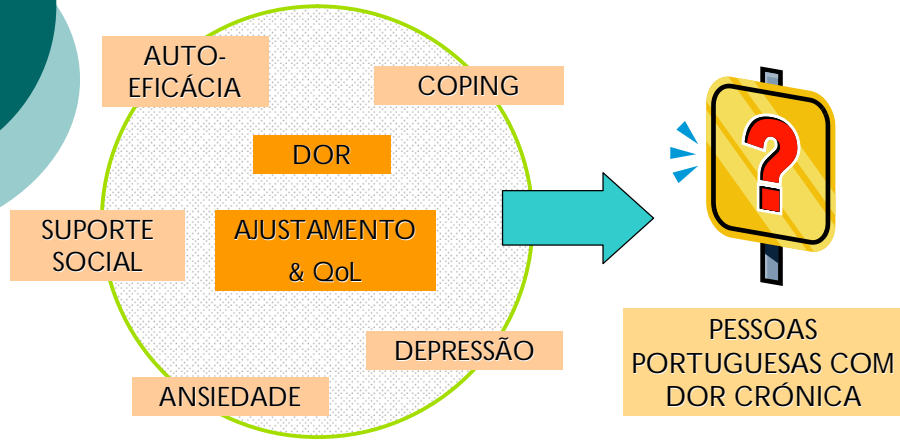 AUTO-
EFICÁCIA
COPING
DOR
SUPORTE
SOCIAL
AJUSTAMENTO
& QoL
DEPRESSÃO
ANSIEDADE
?
PESSOAS
PORTUGUESAS COM
DOR CRÓNICA